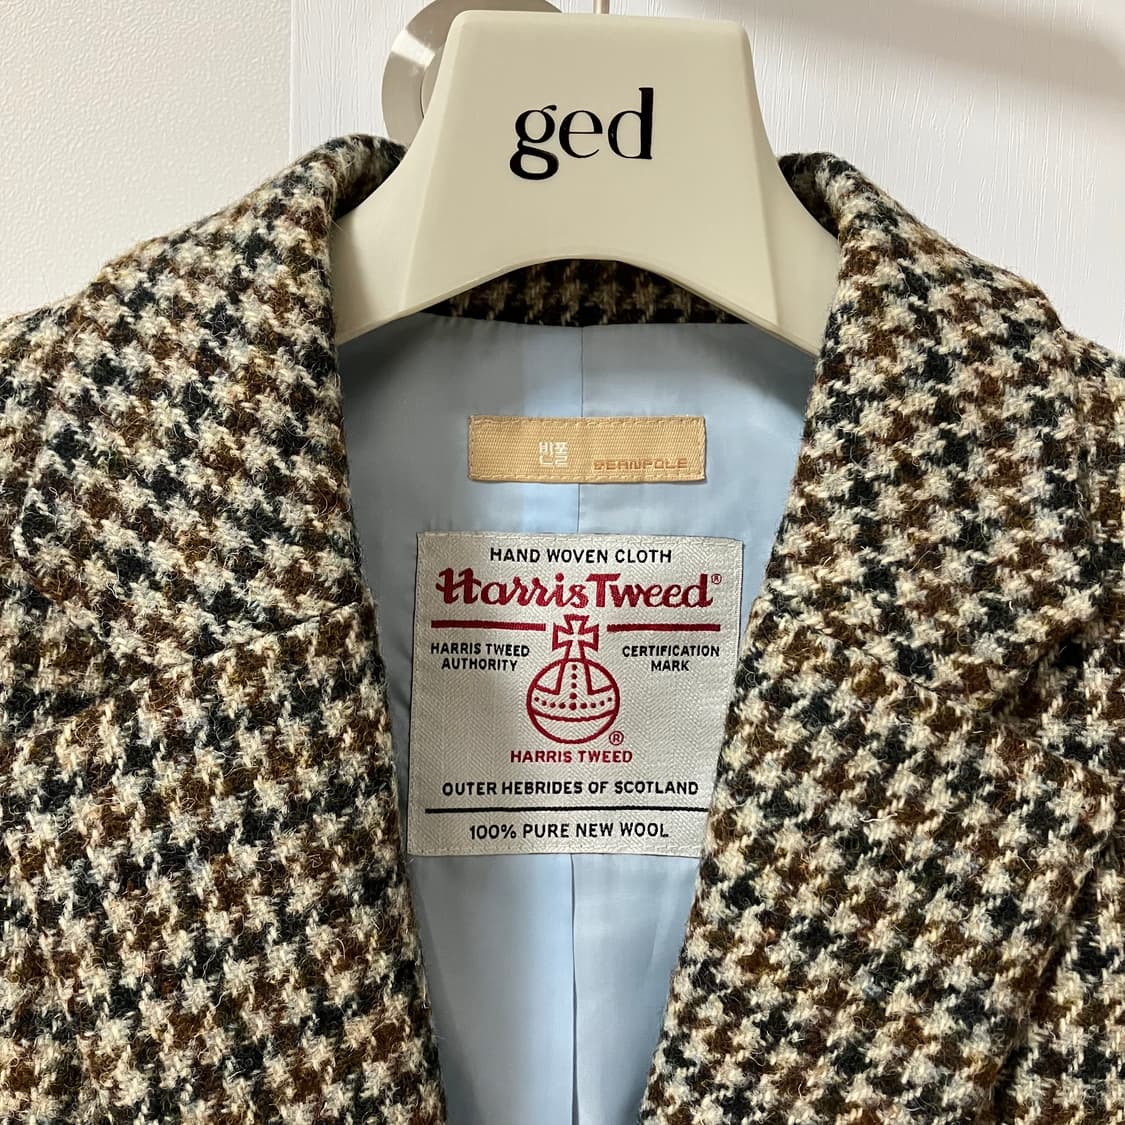 ged
빈폴
BEANPOLE
HAND WOVEN CLOTH
Harris Tweed®
HARRIS TWEED
AUTHORITY
CERTIFICATION
MARK
®
HARRIS TWEED
OUTER HEBRIDES OF SCOTLAND
100% PURE NEW WOOL